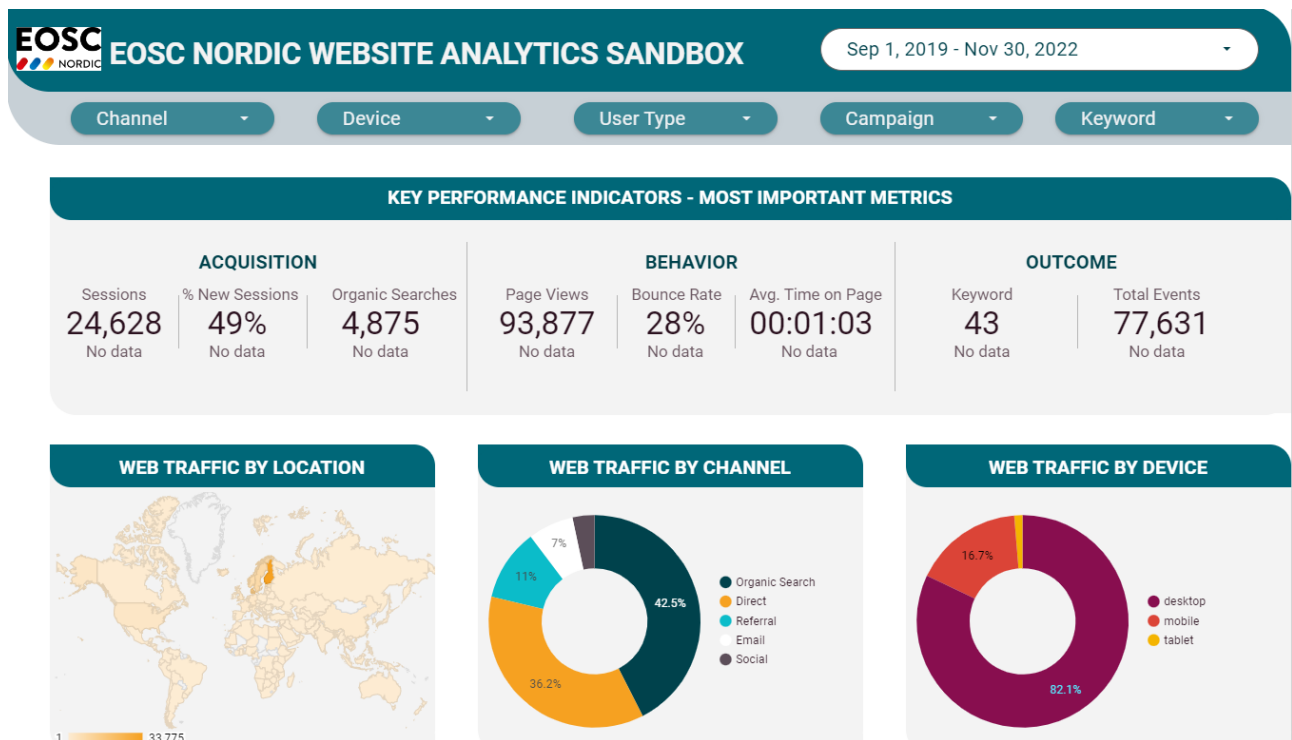 EOSC
NORDIC
EOSC NORDIC WEBSITE ANALYTICS SANDBOX
Sep 1, 2019 - Nov 30, 2022
Channel
Device
User Type
Campaign
Keyword
KEY PERFORMANCE INDICATORS - MOST IMPORTANT METRICS
ACQUISITION
Sessions
24,628
No data
% New Sessions
49%
No data
Organic Searches
4,875
No data
BEHAVIOR
Page Views
93,877
No data
Bounce Rate
28%
No data
Avg. Time on Page
00:01:03
No data
OUTCOME
Keyword
43
No data
Total Events
77,631
No data
WEB TRAFFIC BY LOCATION
1
33,775
WEB TRAFFIC BY CHANNEL
7%
11%
42.5%
36.2%
Organic Search
Direct
Referral
Email
Social
WEB TRAFFIC BY DEVICE
16.7%
82.1%
desktop
mobile
tablet